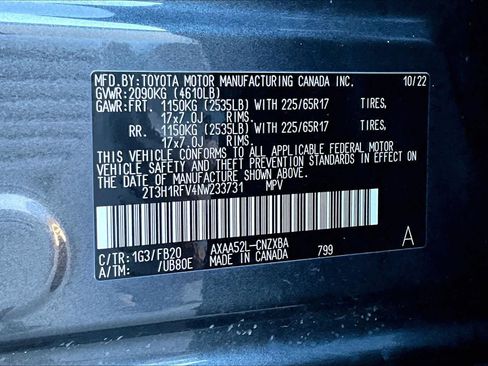 MFD.BY:TOYOTA MOTOR MANUFACTURING CANADA INC. 10/22
GVWR:2090KG (4610LB)
GAWR:FRT. 1150KG (2535LB) WITH 225/65R17 TIRES,
17x7.0J RIMS.
RR. 1150KG (2535LB) WITH 225/65R17 TIRES,
17x7.0J RIMS.
THIS VEHICLE CONFORMS TO ALL APPLICABLE FEDERAL MOTOR
VEHICLE SAFETY AND THEFT PREVENTION STANDARDS IN EFFECT
ON THE DATE OF MANUFACTURE SHOWN ABOVE.
2T3H1RFV4NW233731 MPV
C/TR:1G3/FB20 AXAA52L-CNZXBA A
A/TM: /UB80E MADE IN CANADA 799